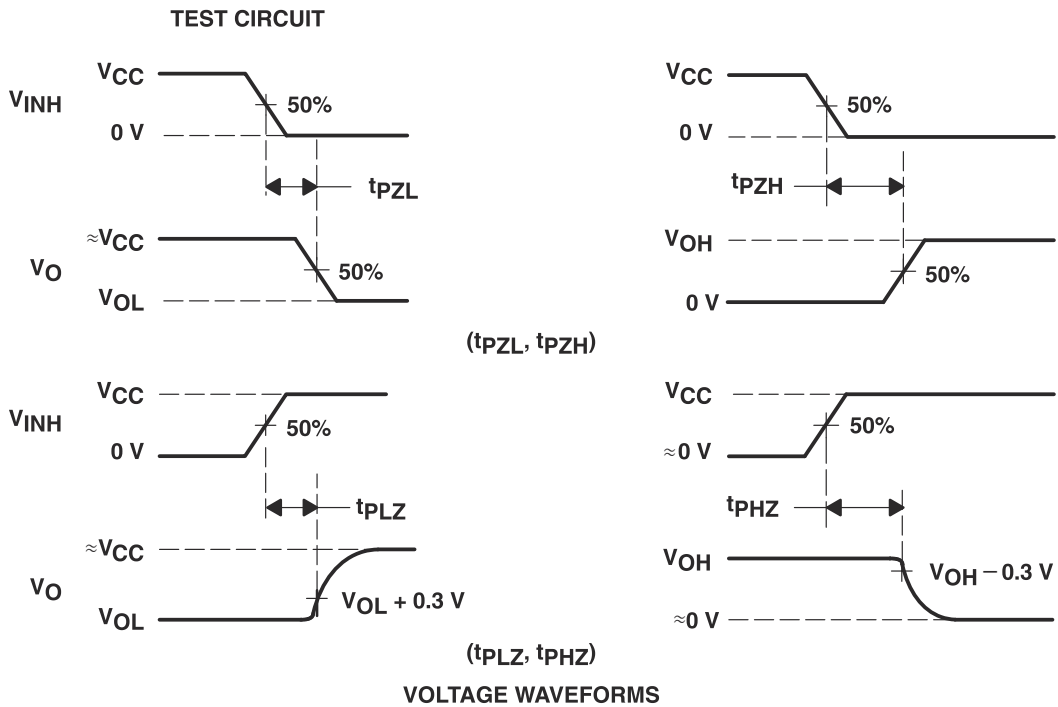 TEST CIRCUIT
VCC
VINH
50%
0 V
tPZL
≈VCC
VO
50%
VOL
VCC
50%
0 V
tPZH
VOH
50%
0 V
(tPZL, tPZH)
VCC
VINH
50%
0 V
tPLZ
≈VCC
VO
VOL + 0.3 V
VOL
VCC
50%
≈0 V
tPHZ
VOH
VOH – 0.3 V
≈0 V
(tPLZ, tPHZ)
VOLTAGE WAVEFORMS